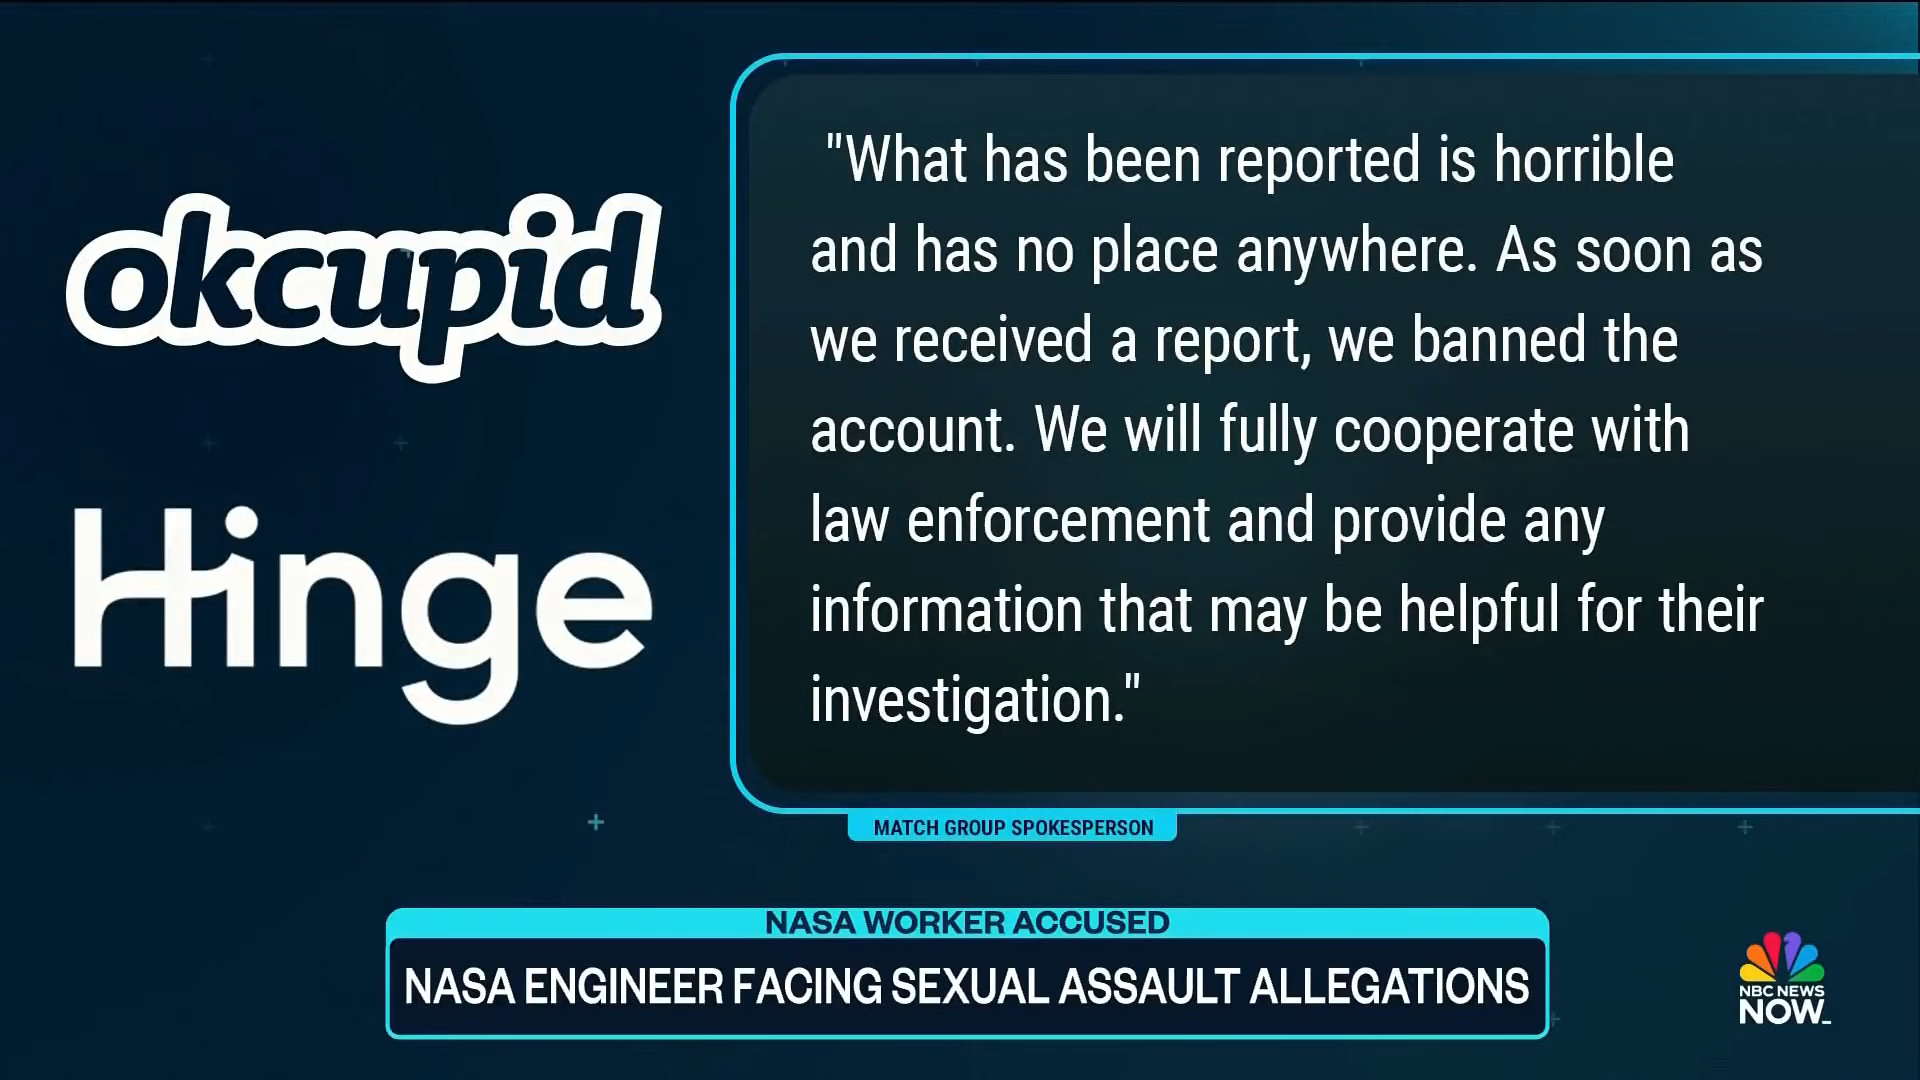 okcupid
Hinge
"What has been reported is horrible
and has no place anywhere. As soon as
we received a report, we banned the
account. We will fully cooperate with
law enforcement and provide any
information that may be helpful for their
investigation."
MATCH GROUP SPOKESPERSON
NASA WORKER ACCUSED
NASA ENGINEER FACING SEXUAL ASSAULT ALLEGATIONS
NBC NEWS
NOW_